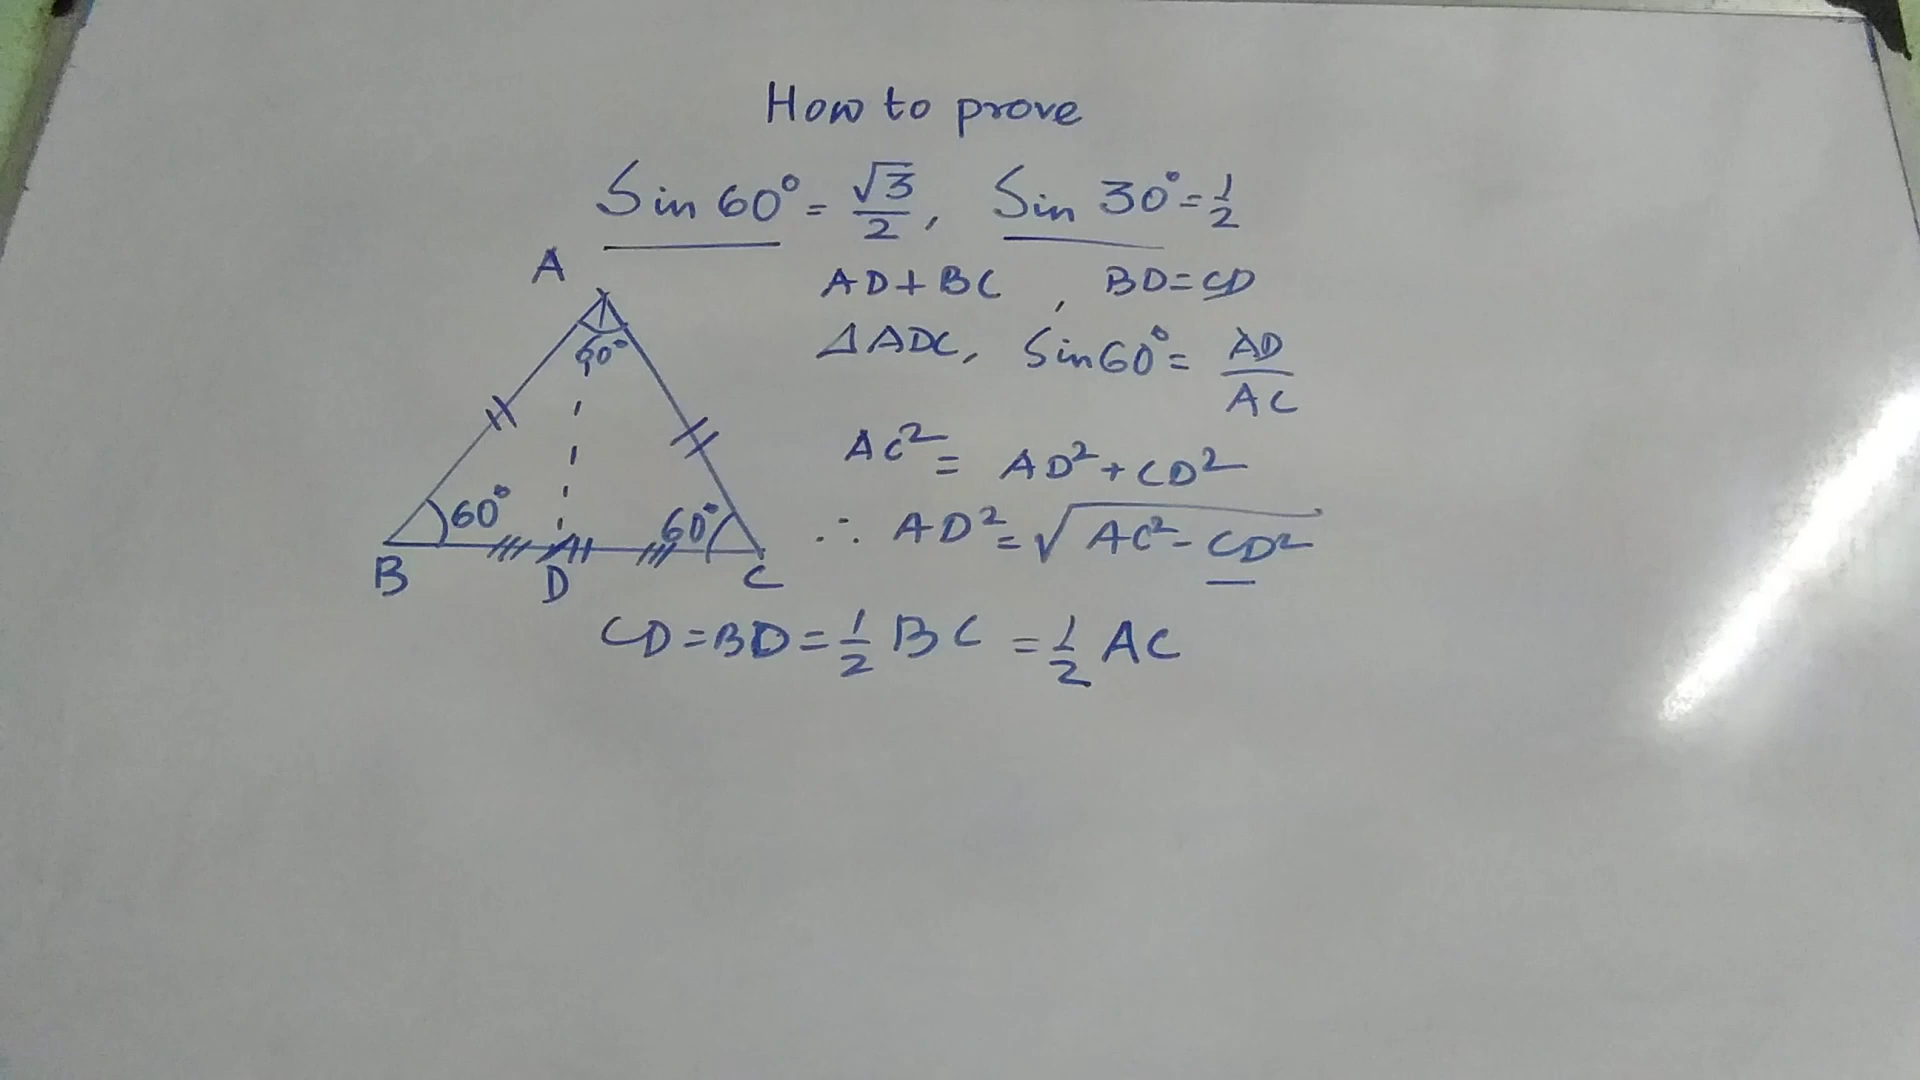 How to prove
Sin 60° = √3/2, Sin 30° = 1/2
A
AD+BC, BD=CD
△ADC, Sin60° = AD/AC
90°
AC² = AD²+CD²
60° 60°
∴ AD² = √AC²-CD²
B D C
CD=BD=1/2 BC = 1/2 AC